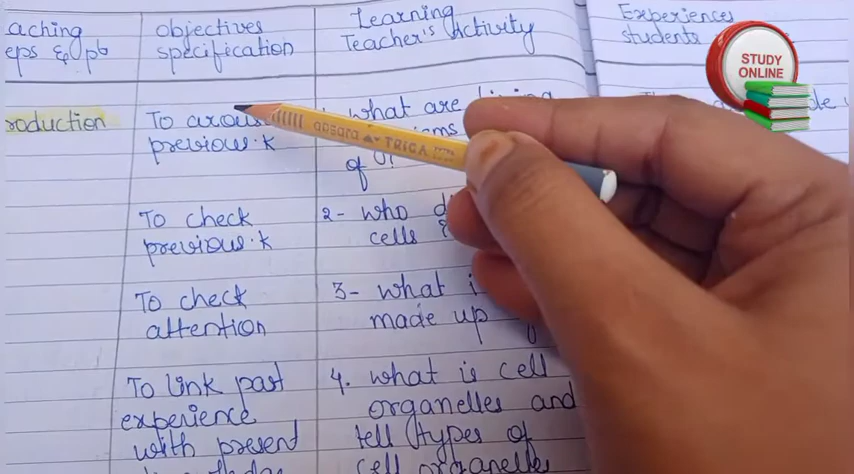 aching
eps & pb
objectives
specification
Learning
Teacher's Activity
Experiences
students
STUDY
ONLINE
roduction
To
previous.k
what are
of
apsara TRiCA
To check
previous.k
2- who
cells
To check
attention
3- what
made up
To link past
experience
with present
4. what is cell
organelles and
tell types of
cell organelles